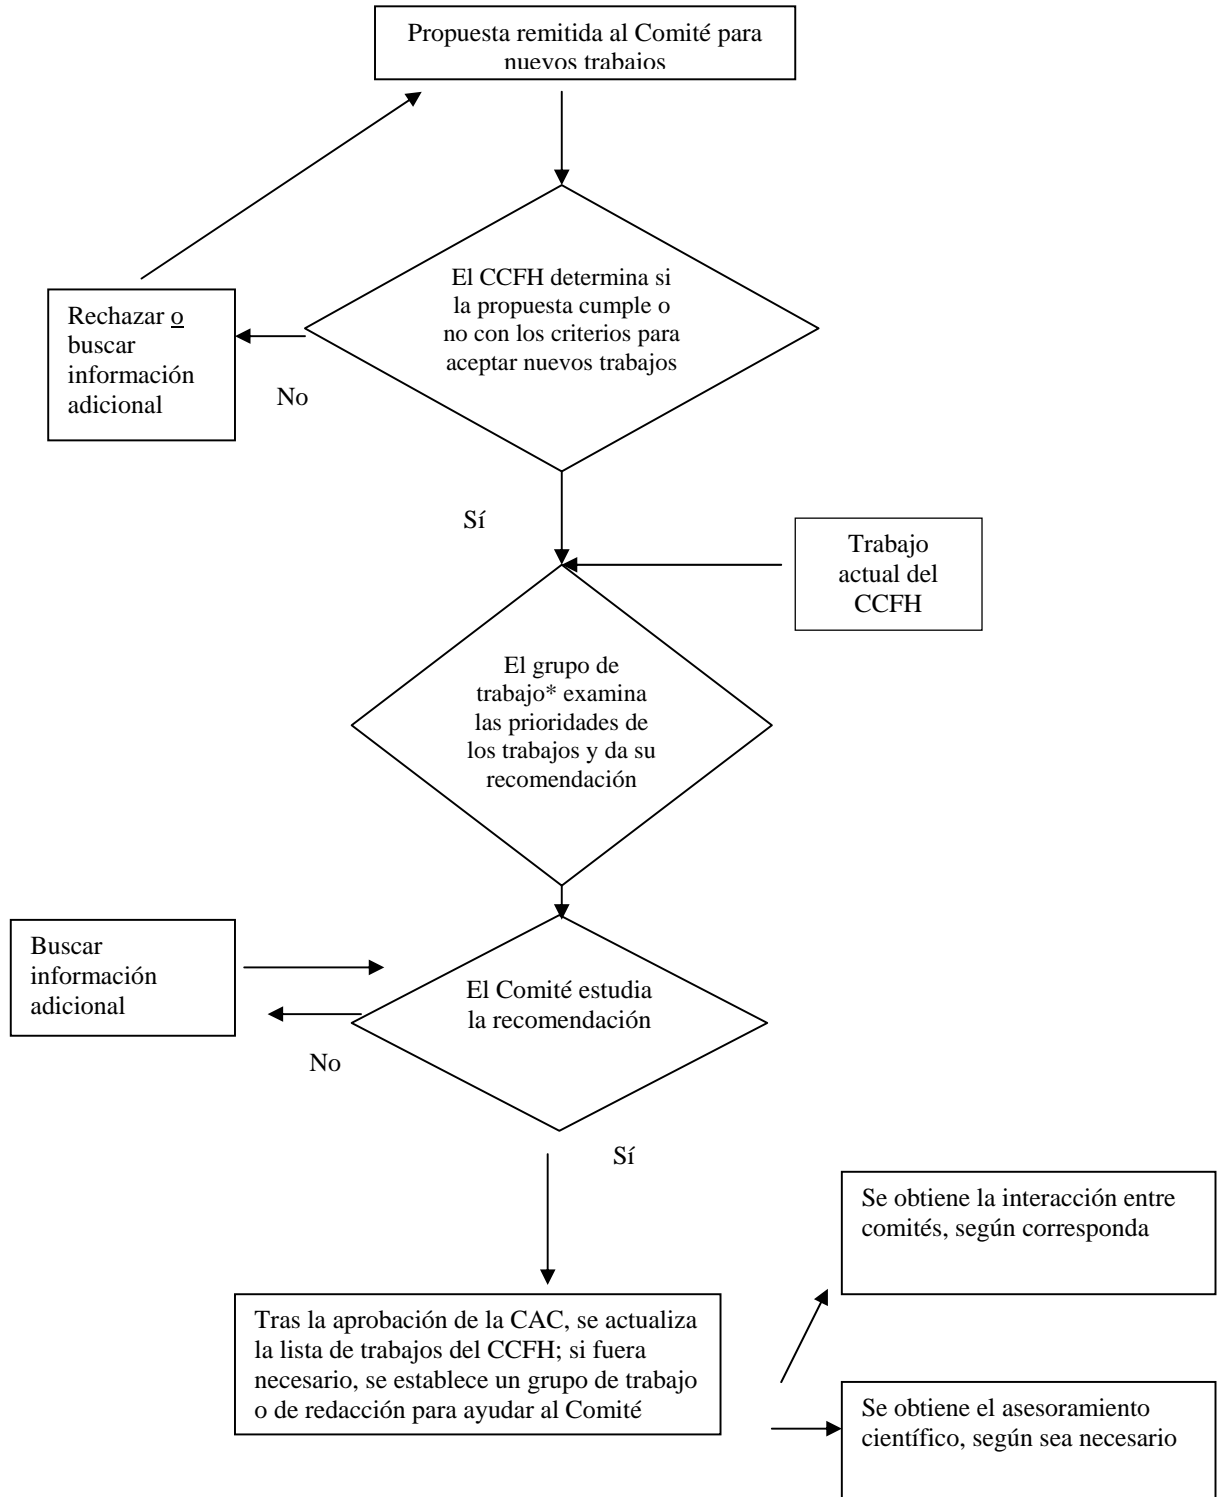 Propuesta remitida al Comité para
nuevos trabajos
El CCFH determina si
la propuesta cumple o
no con los criterios para
aceptar nuevos trabajos
Rechazar o
buscar
información
adicional
No
Sí
Trabajo
actual del
CCFH
El grupo de
trabajo* examina
las prioridades de
los trabajos y da su
recomendación
Buscar
información
adicional
El Comité estudia
la recomendación
No
Sí
Se obtiene la interacción entre
comités, según corresponda
Tras la aprobación de la CAC, se actualiza
la lista de trabajos del CCFH; si fuera
necesario, se establece un grupo de trabajo
o de redacción para ayudar al Comité
Se obtiene el asesoramiento
científico, según sea necesario